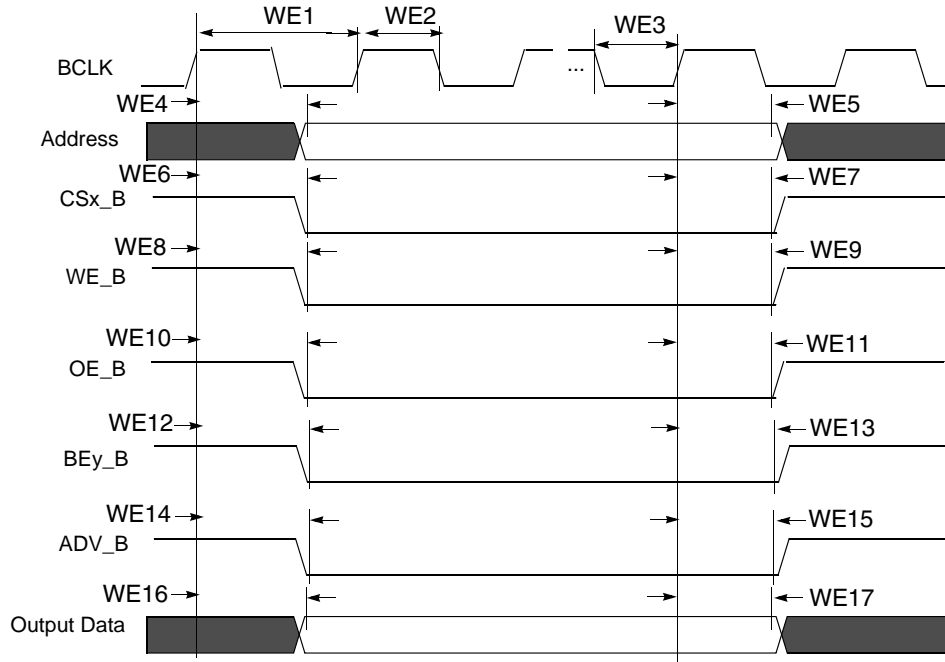 WE1
WE2
WE3
BCLK
...
WE4
WE5
Address
WE6
WE7
CSx_B
WE8
WE9
WE_B
WE10
WE11
OE_B
WE12
WE13
BEy_B
WE14
WE15
ADV_B
WE16
WE17
Output Data